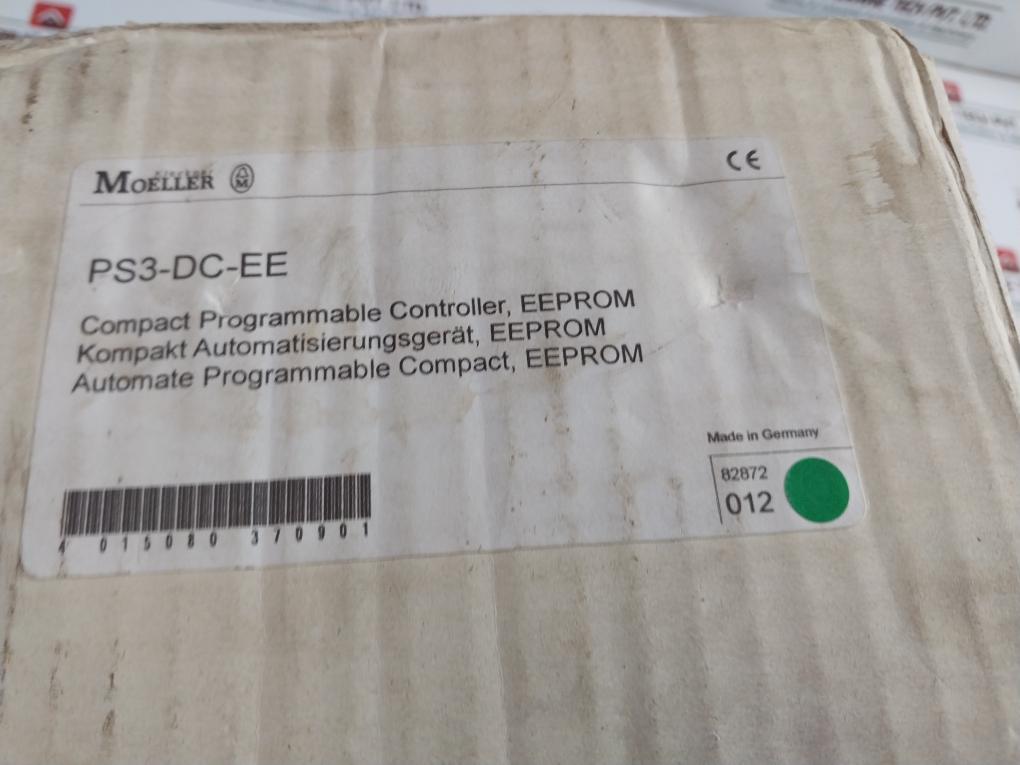 MOELLER
CE
PS3-DC-EE
Compact Programmable Controller, EEPROM
Kompakt Automatisierungsgerät, EEPROM
Automate Programmable Compact, EEPROM
Made in Germany
82872
012
4 015080 370901